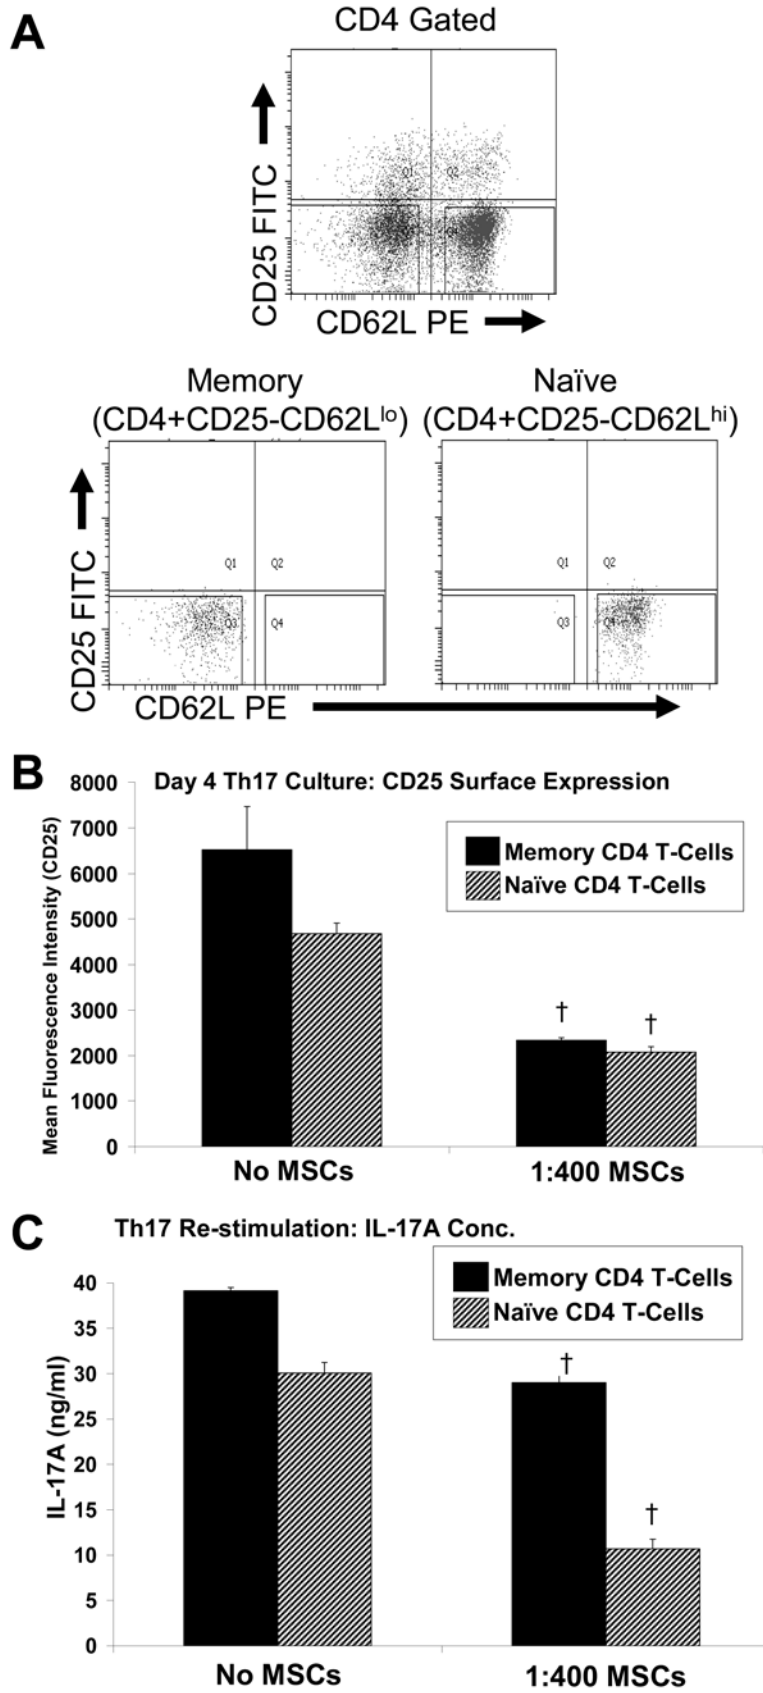 A
CD4 Gated
CD25 FITC
Q1
Q2
Q4
CD62L PE
Memory
(CD4+CD25-CD62Llo)
Naïve
(CD4+CD25-CD62Lhi)
CD25 FITC
Q1 Q2
Q3 Q4
Q1 Q2
Q3 Q4
CD62L PE
B
Day 4 Th17 Culture: CD25 Surface Expression
Mean Fluorescence Intensity (CD25)
8000
7000
6000
5000
4000
3000
2000
1000
0
Memory CD4 T-Cells
Naïve CD4 T-Cells
† †
No MSCs
1:400 MSCs
C
Th17 Re-stimulation: IL-17A Conc.
IL-17A (ng/ml)
40
35
30
25
20
15
10
5
0
Memory CD4 T-Cells
Naïve CD4 T-Cells
†
†
No MSCs
1:400 MSCs